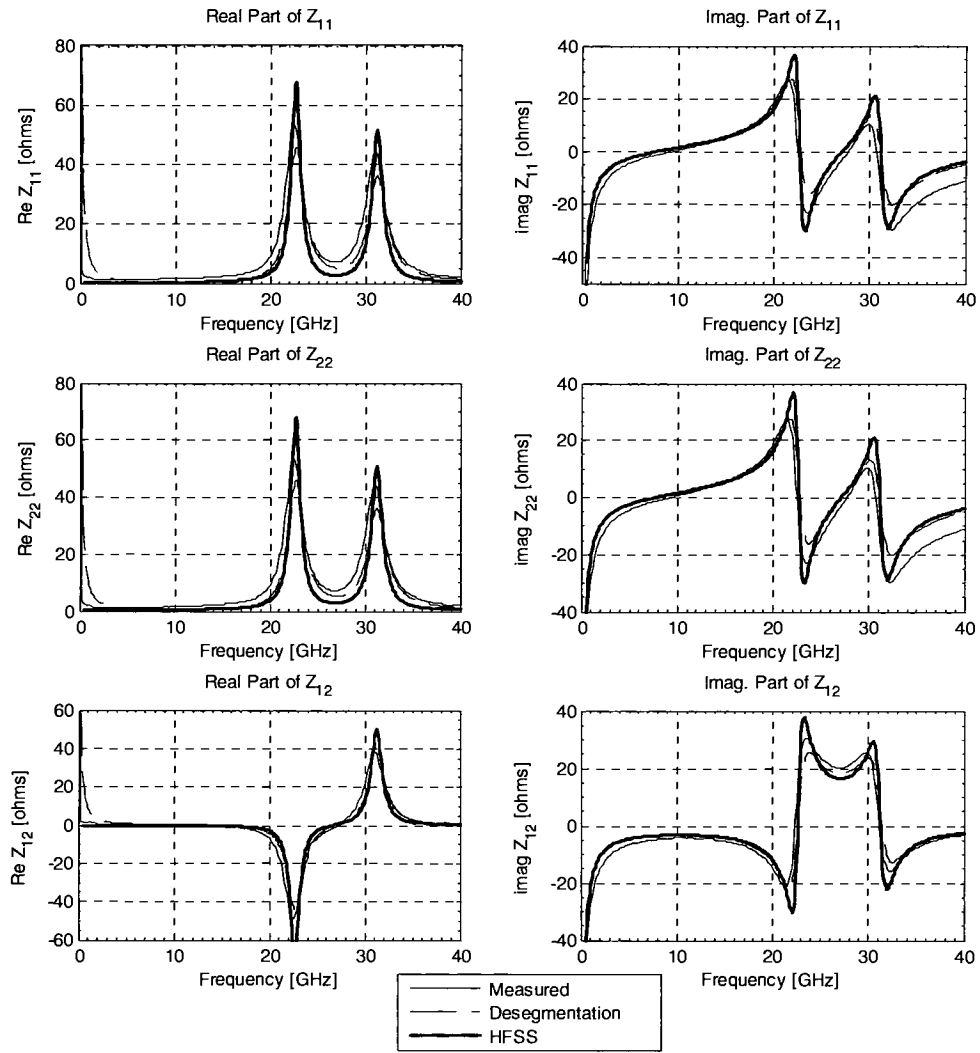 Real Part of Z11
Re Z11 [ohms]
80
60
40
20
0
0 10 20 30 40
Frequency [GHz]
Imag. Part of Z11
Imag Z11 [ohms]
40
20
0
-20
-40
0 10 20 30 40
Frequency [GHz]
Real Part of Z22
Re Z22 [ohms]
80
60
40
20
0
0 10 20 30 40
Frequency [GHz]
Imag. Part of Z22
Imag Z22 [ohms]
40
20
0
-20
-40
0 10 20 30 40
Frequency [GHz]
Real Part of Z12
Re Z12 [ohms]
60
40
20
0
-20
-40
-60
0 10 20 30 40
Frequency [GHz]
Imag. Part of Z12
Imag Z12 [ohms]
40
20
0
-20
-40
0 10 20 30 40
Frequency [GHz]
Measured
Desegmentation
HFSS